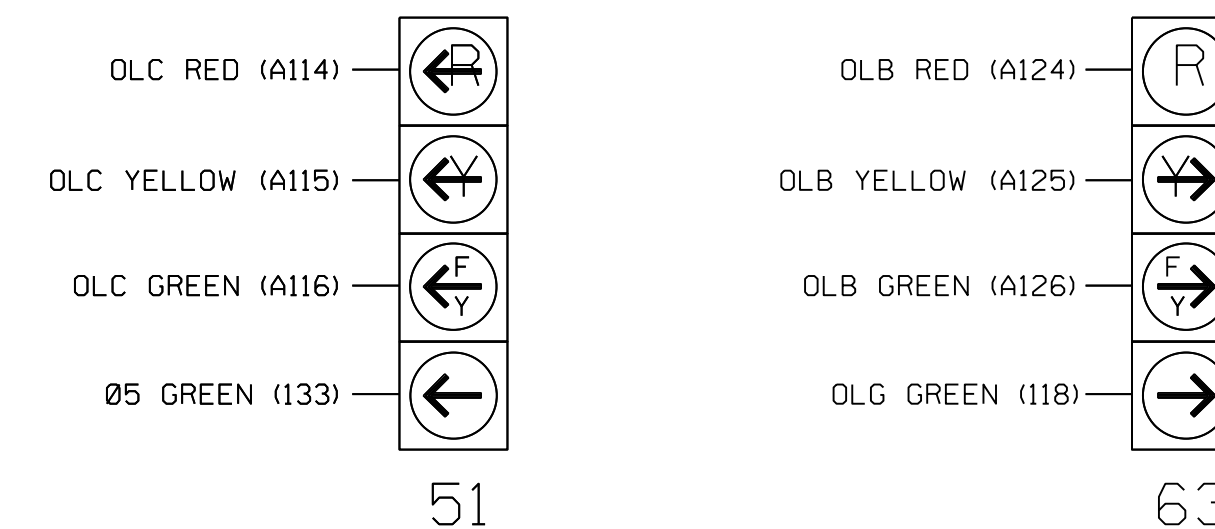 OLC RED (A114)
R
OLC YELLOW (A115)
Y
OLC GREEN (A116)
F
Y
Ø5 GREEN (133)
51
OLB RED (A124)
R
OLB YELLOW (A125)
Y
OLB GREEN (A126)
F
Y
OLG GREEN (118)
63